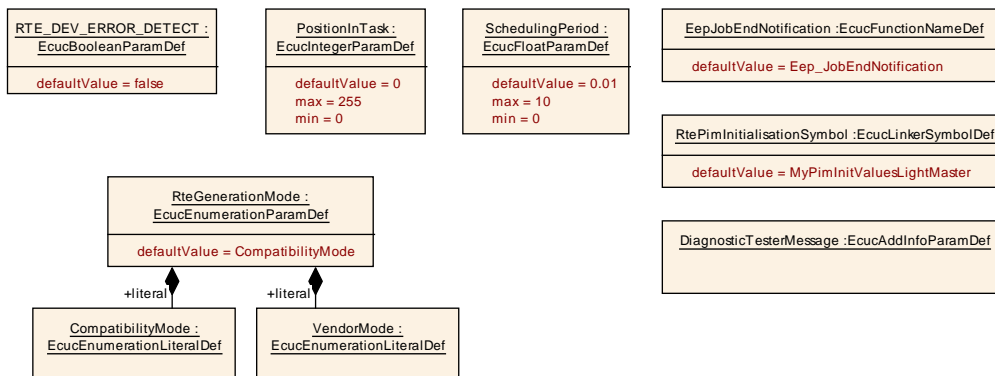 RTE_DEV_ERROR_DETECT :
EcucBooleanParamDef
defaultValue = false
PositionInTask :
EcucIntegerParamDef
defaultValue = 0
max = 255
min = 0
SchedulingPeriod :
EcucFloatParamDef
defaultValue = 0.01
max = 10
min = 0
EepJobEndNotification :EcucFunctionNameDef
defaultValue = Eep_JobEndNotification
RtePimInitialisationSymbol :EcucLinkerSymbolDef
defaultValue = MyPimInitValuesLightMaster
RteGenerationMode :
EcucEnumerationParamDef
defaultValue = CompatibilityMode
DiagnosticTesterMessage :EcucAddInfoParamDef
+literal
+literal
CompatibilityMode :
EcucEnumerationLiteralDef
VendorMode :
EcucEnumerationLiteralDef